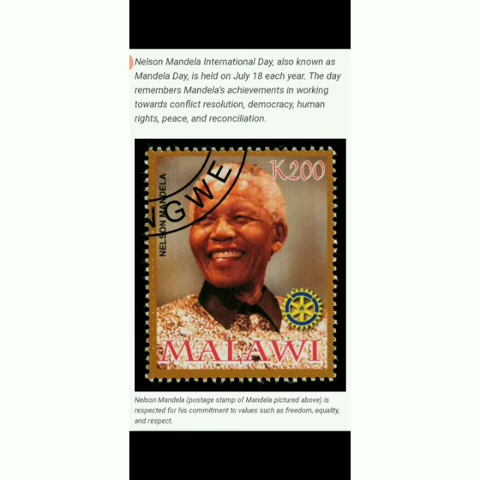 Nelson Mandela International Day, also known as
Mandela Day, is held on July 18 each year. The day
remembers Mandela's achievements in working
towards conflict resolution, democracy, human
rights, peace, and reconciliation.
K200
GWE
NELSON MANDELA
MALAWI
Nelson Mandela (postage stamp of Mandela pictured above) is
respected for his commitment to values such as freedom, equality,
and respect.